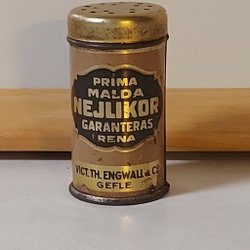 PRIMA
MALDA
NEJLIKOR
GARANTERAS
RENA
VICT. TH. ENGWALL & Co
GEFLE.